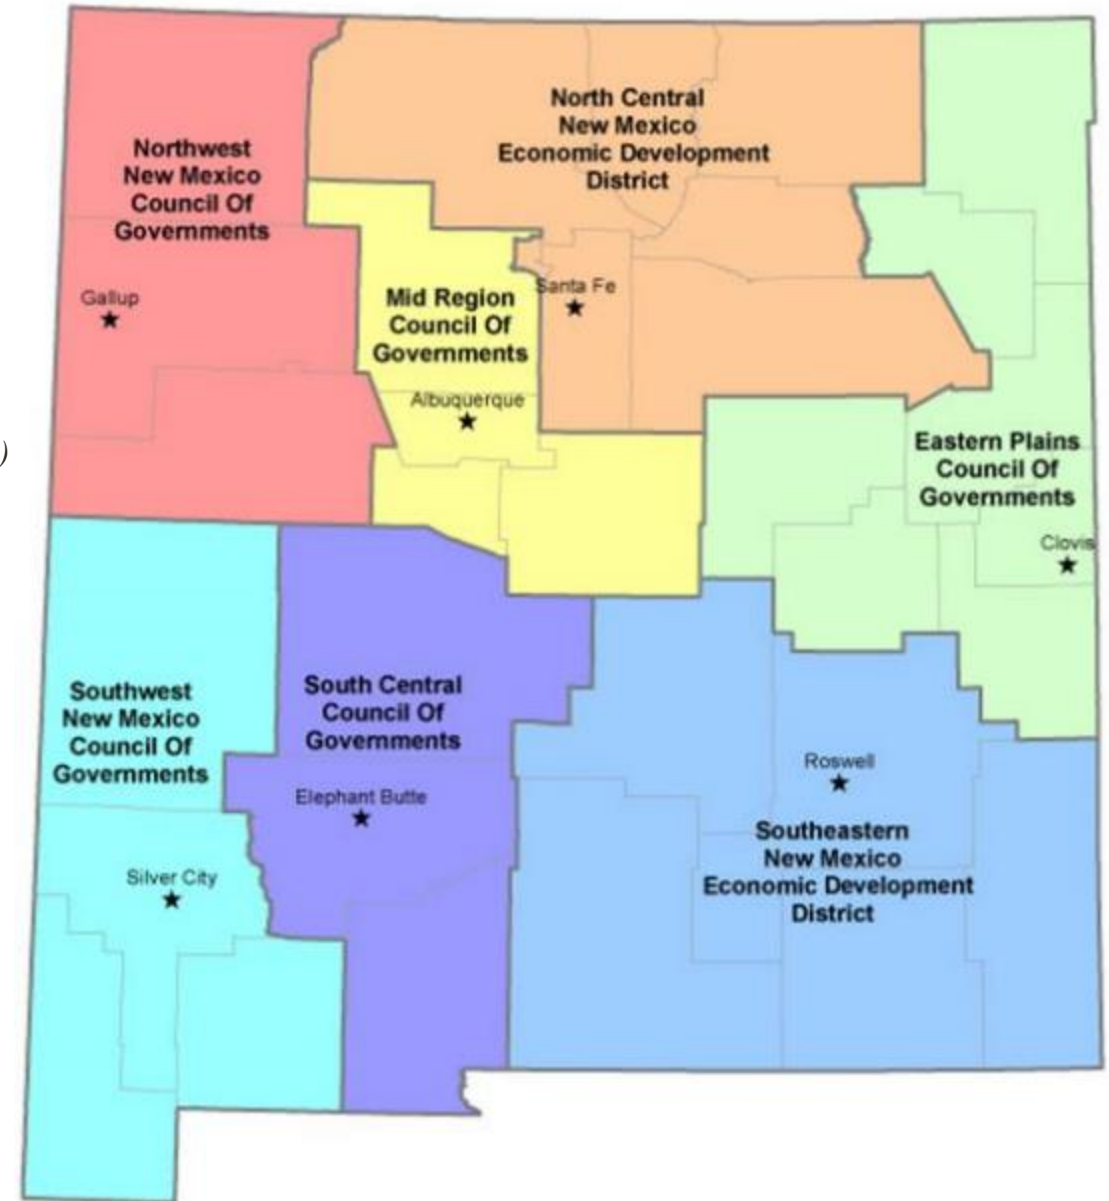 North Central
New Mexico
Economic Development
District
Northwest
New Mexico
Council Of
Governments
Gallup
Santa Fe
Mid Region
Council Of
Governments
Albuquerque
)
Eastern Plains
Council Of
Governments
Clovis
Southwest
New Mexico
Council Of
Governments
South Central
Council Of
Governments
Elephant Butte
Silver City
Roswell
Southeastern
New Mexico
Economic Development
District